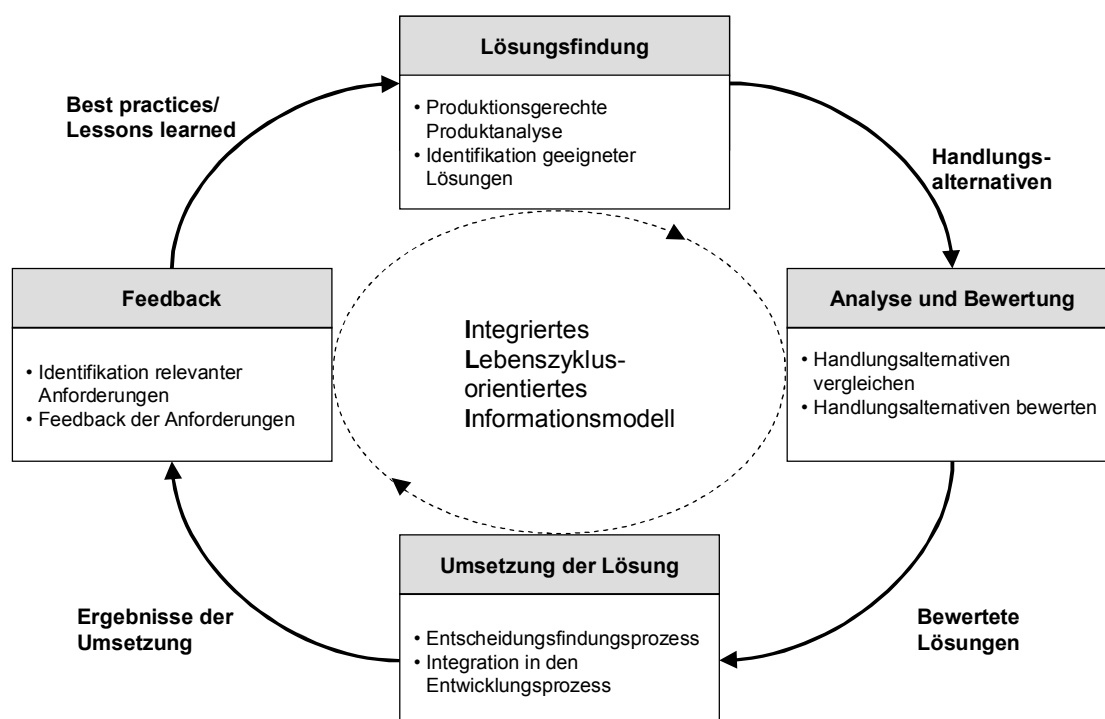 Lösungsfindung
• Produktionsgerechte
Produktanalyse
• Identifikation geeigneter
Lösungen
Best practices/
Lessons learned
Handlungs-
alternativen
Feedback
• Identifikation relevanter
Anforderungen
• Feedback der Anforderungen
Integriertes
Lebenszyklus-
orientiertes
Informationsmodell
Analyse und Bewertung
• Handlungsalternativen
vergleichen
• Handlungsalternativen bewerten
Umsetzung der Lösung
• Entscheidungsfindungsprozess
• Integration in den
Entwicklungsprozess
Ergebnisse der
Umsetzung
Bewertete
Lösungen